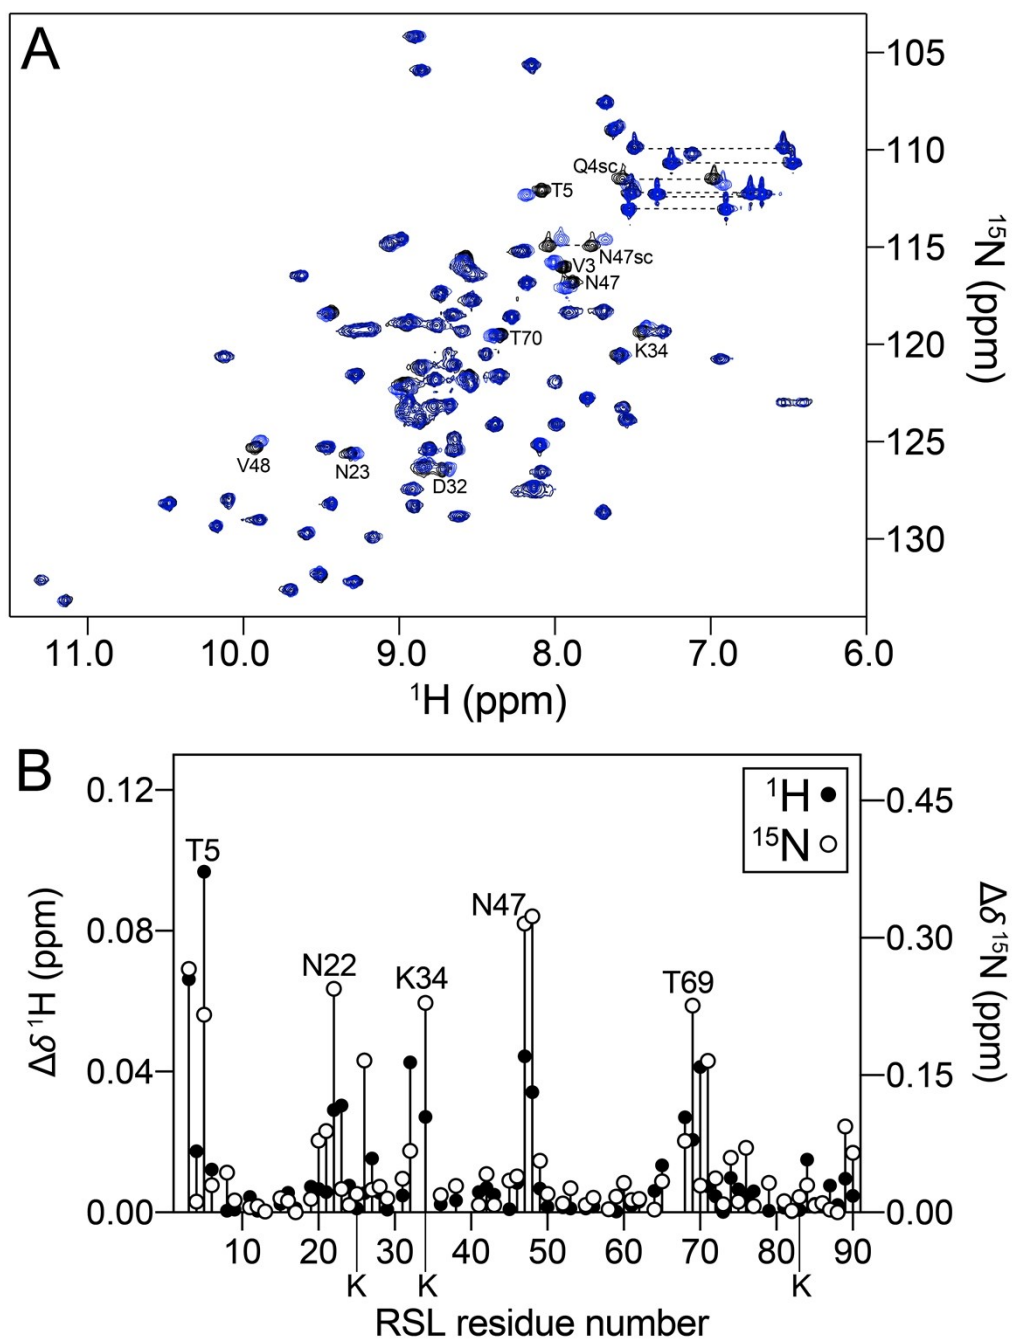 A
105
110
115
120
125
130
¹⁵N (ppm)
Q4sc
T5
N47sc
V3
N47
T70
K34
V48
N23
D32
11.0 10.0 9.0 8.0 7.0 6.0
¹H (ppm)
B
¹H
¹⁵N
T5
N22
K34
N47
T69
0.12
0.08
0.04
0.00
Δδ ¹H (ppm)
0.45
0.30
0.15
0.00
Δδ ¹⁵N (ppm)
10 20 30 40 50 60 70 80 90
K K K
RSL residue number